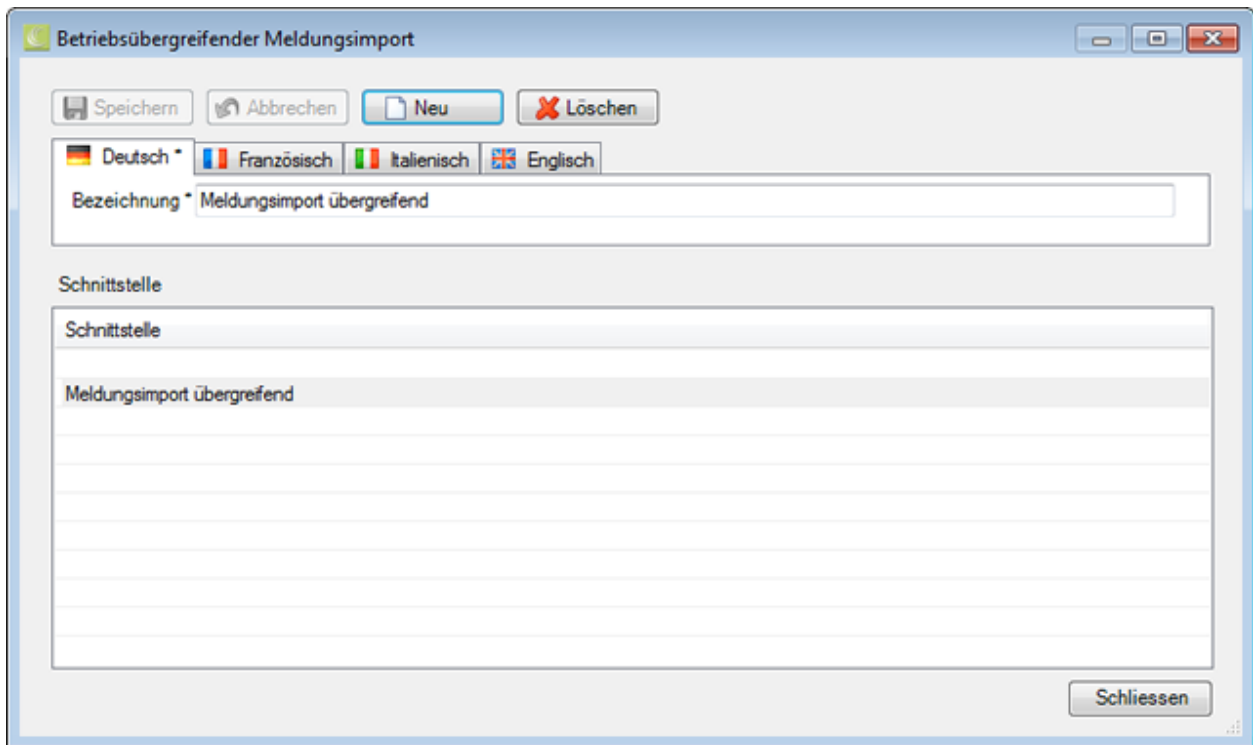 Betriebsübergreifender Meldungsimport
Speichern Abbrechen Neu Löschen
Deutsch * Französisch Italienisch Englisch
Bezeichnung * Meldungsimport übergreifend
Schnittstelle
Schnittstelle
Meldungsimport übergreifend
Schliessen